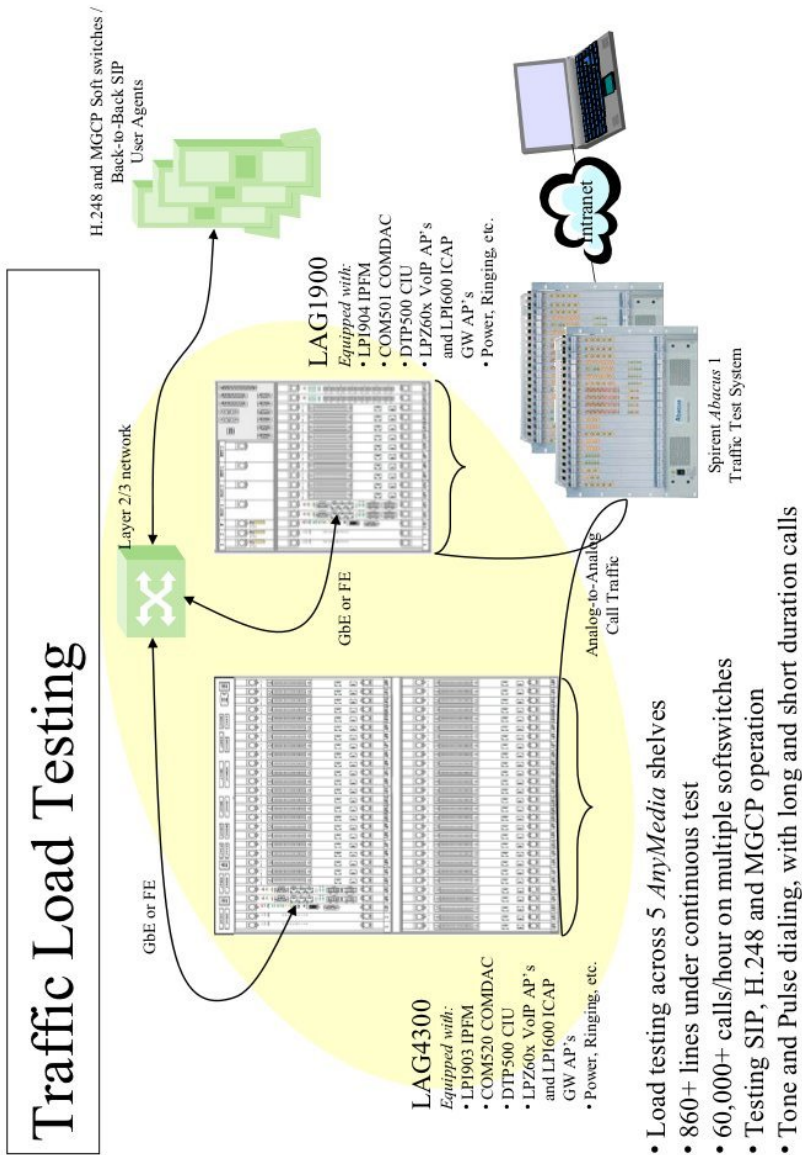 Traffic Load Testing
GbE or FE
Layer 2/3 network
H.248 and MGCP Soft switches /
Back-to-Back SIP
User Agents
GbE or FE
LAG4300
Equipped with:
• LPI903 IPFM
• COM520 COMDAC
• DTP500 CIU
• LPZ60x VoIP AP's
and LPI600 ICAP
GW AP's
• Power, Ringing, etc.
LAG1900
Equipped with:
• LPI904 IPFM
• COM501 COMDAC
• DTP500 CIU
• LPZ60x VoIP AP's
and LPI600 ICAP
GW AP's
• Power, Ringing, etc.
Analog-to-Analog
Call Traffic
Abacus
Spirent Abacus 1
Traffic Test System
Intranet
• Load testing across 5 AnyMedia shelves
• 860+ lines under continuous test
• 60,000+ calls/hour on multiple softswitches
• Testing SIP, H.248 and MGCP operation
• Tone and Pulse dialing, with long and short duration calls